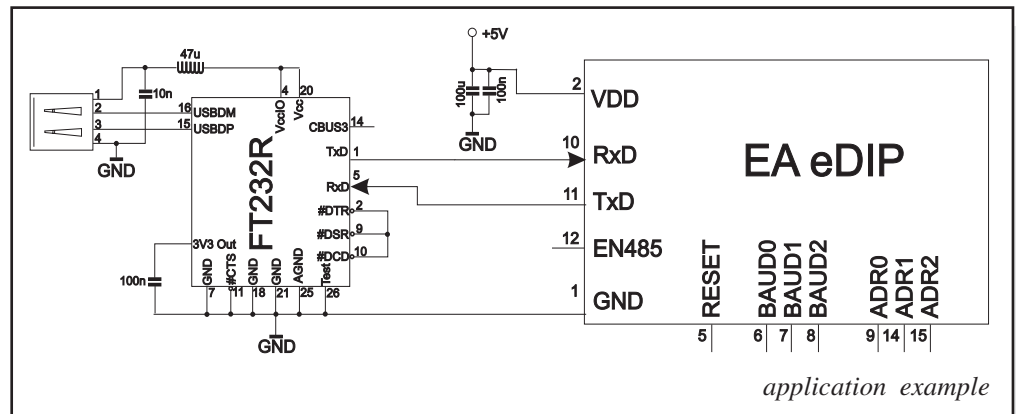 +5V
47u
10n
1
2
3
4
GND
16 USBDM
15 USBDP
4 20
VccIO Vcc
CBUS3 14
TxD 1
RxD 5
#DTR 2
#DSR 9
#DCD 10
FT232R
3V3 Out
100n
GND #CTS GND GND AGND Test
7 11 18 21 25 26
GND
100u 100n
GND
2 VDD
10 RxD
11 TxD
12 EN485
1 GND
EA eDIP
RESET BAUD0 BAUD1 BAUD2 ADR0 ADR1 ADR2
5 6 7 8 9 14 15
application example